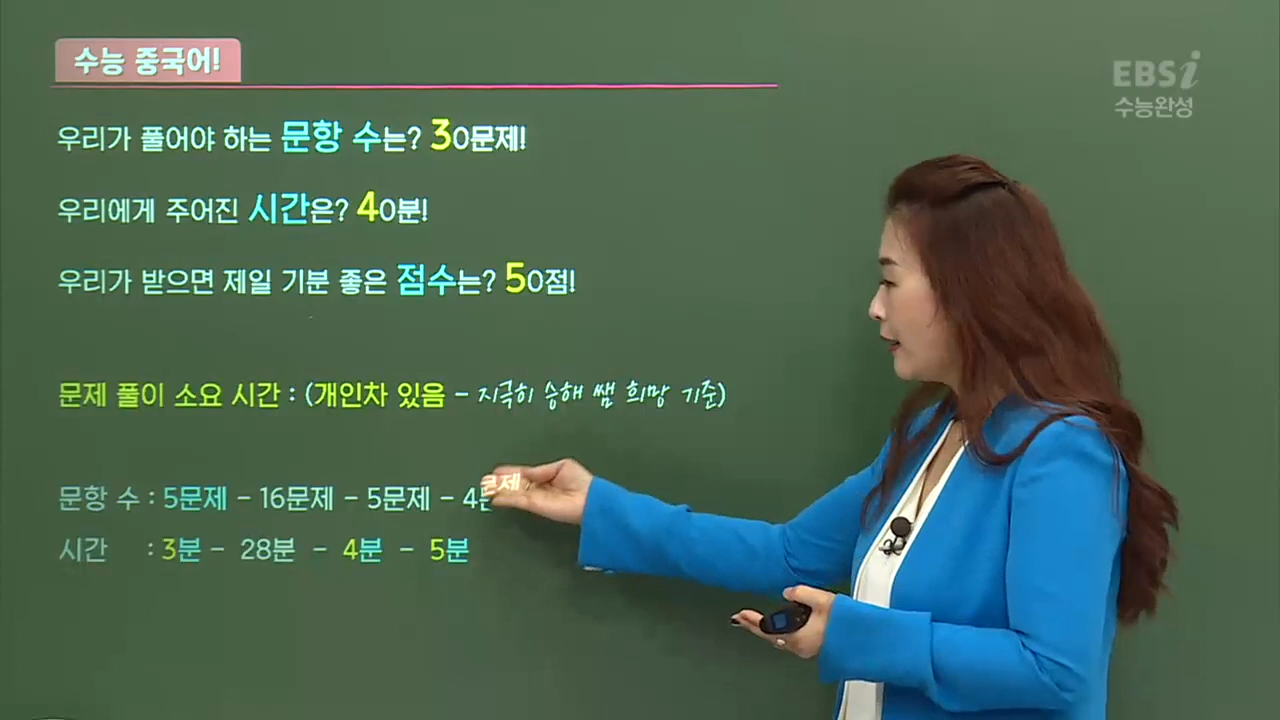 수능 중국어!
EBSi
수능완성
우리가 풀어야 하는 문항 수는? 30문제!
우리에게 주어진 시간은? 40분!
우리가 받으면 제일 기분 좋은 점수는? 50점!
문제 풀이 소요 시간 : (개인차 있음 - 지극히 승해 쌤 희망 기준)
문항 수 : 5문제 - 16문제 - 5문제 - 4문제
시간 : 3분 - 28분 - 4분 - 5분